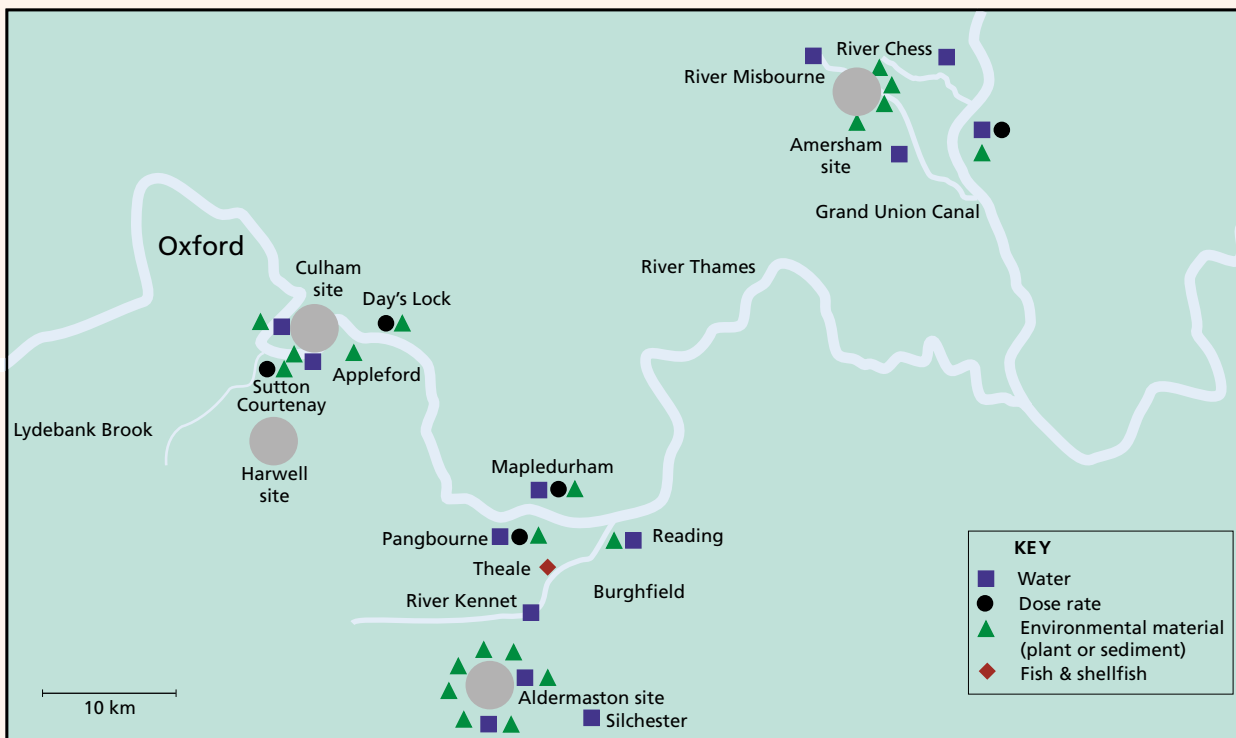 River Chess
River Misbourne
Amersham
site
Grand Union Canal
River Thames
Oxford
Culham
site
Day's Lock
Appleford
Sutton
Courtenay
Lydebank Brook
Harwell
site
Mapledurham
Pangbourne
Reading
Theale
Burghfield
River Kennet
Aldermaston site
Silchester
10 km
KEY
Water
Dose rate
Environmental material
(plant or sediment)
Fish & shellfish